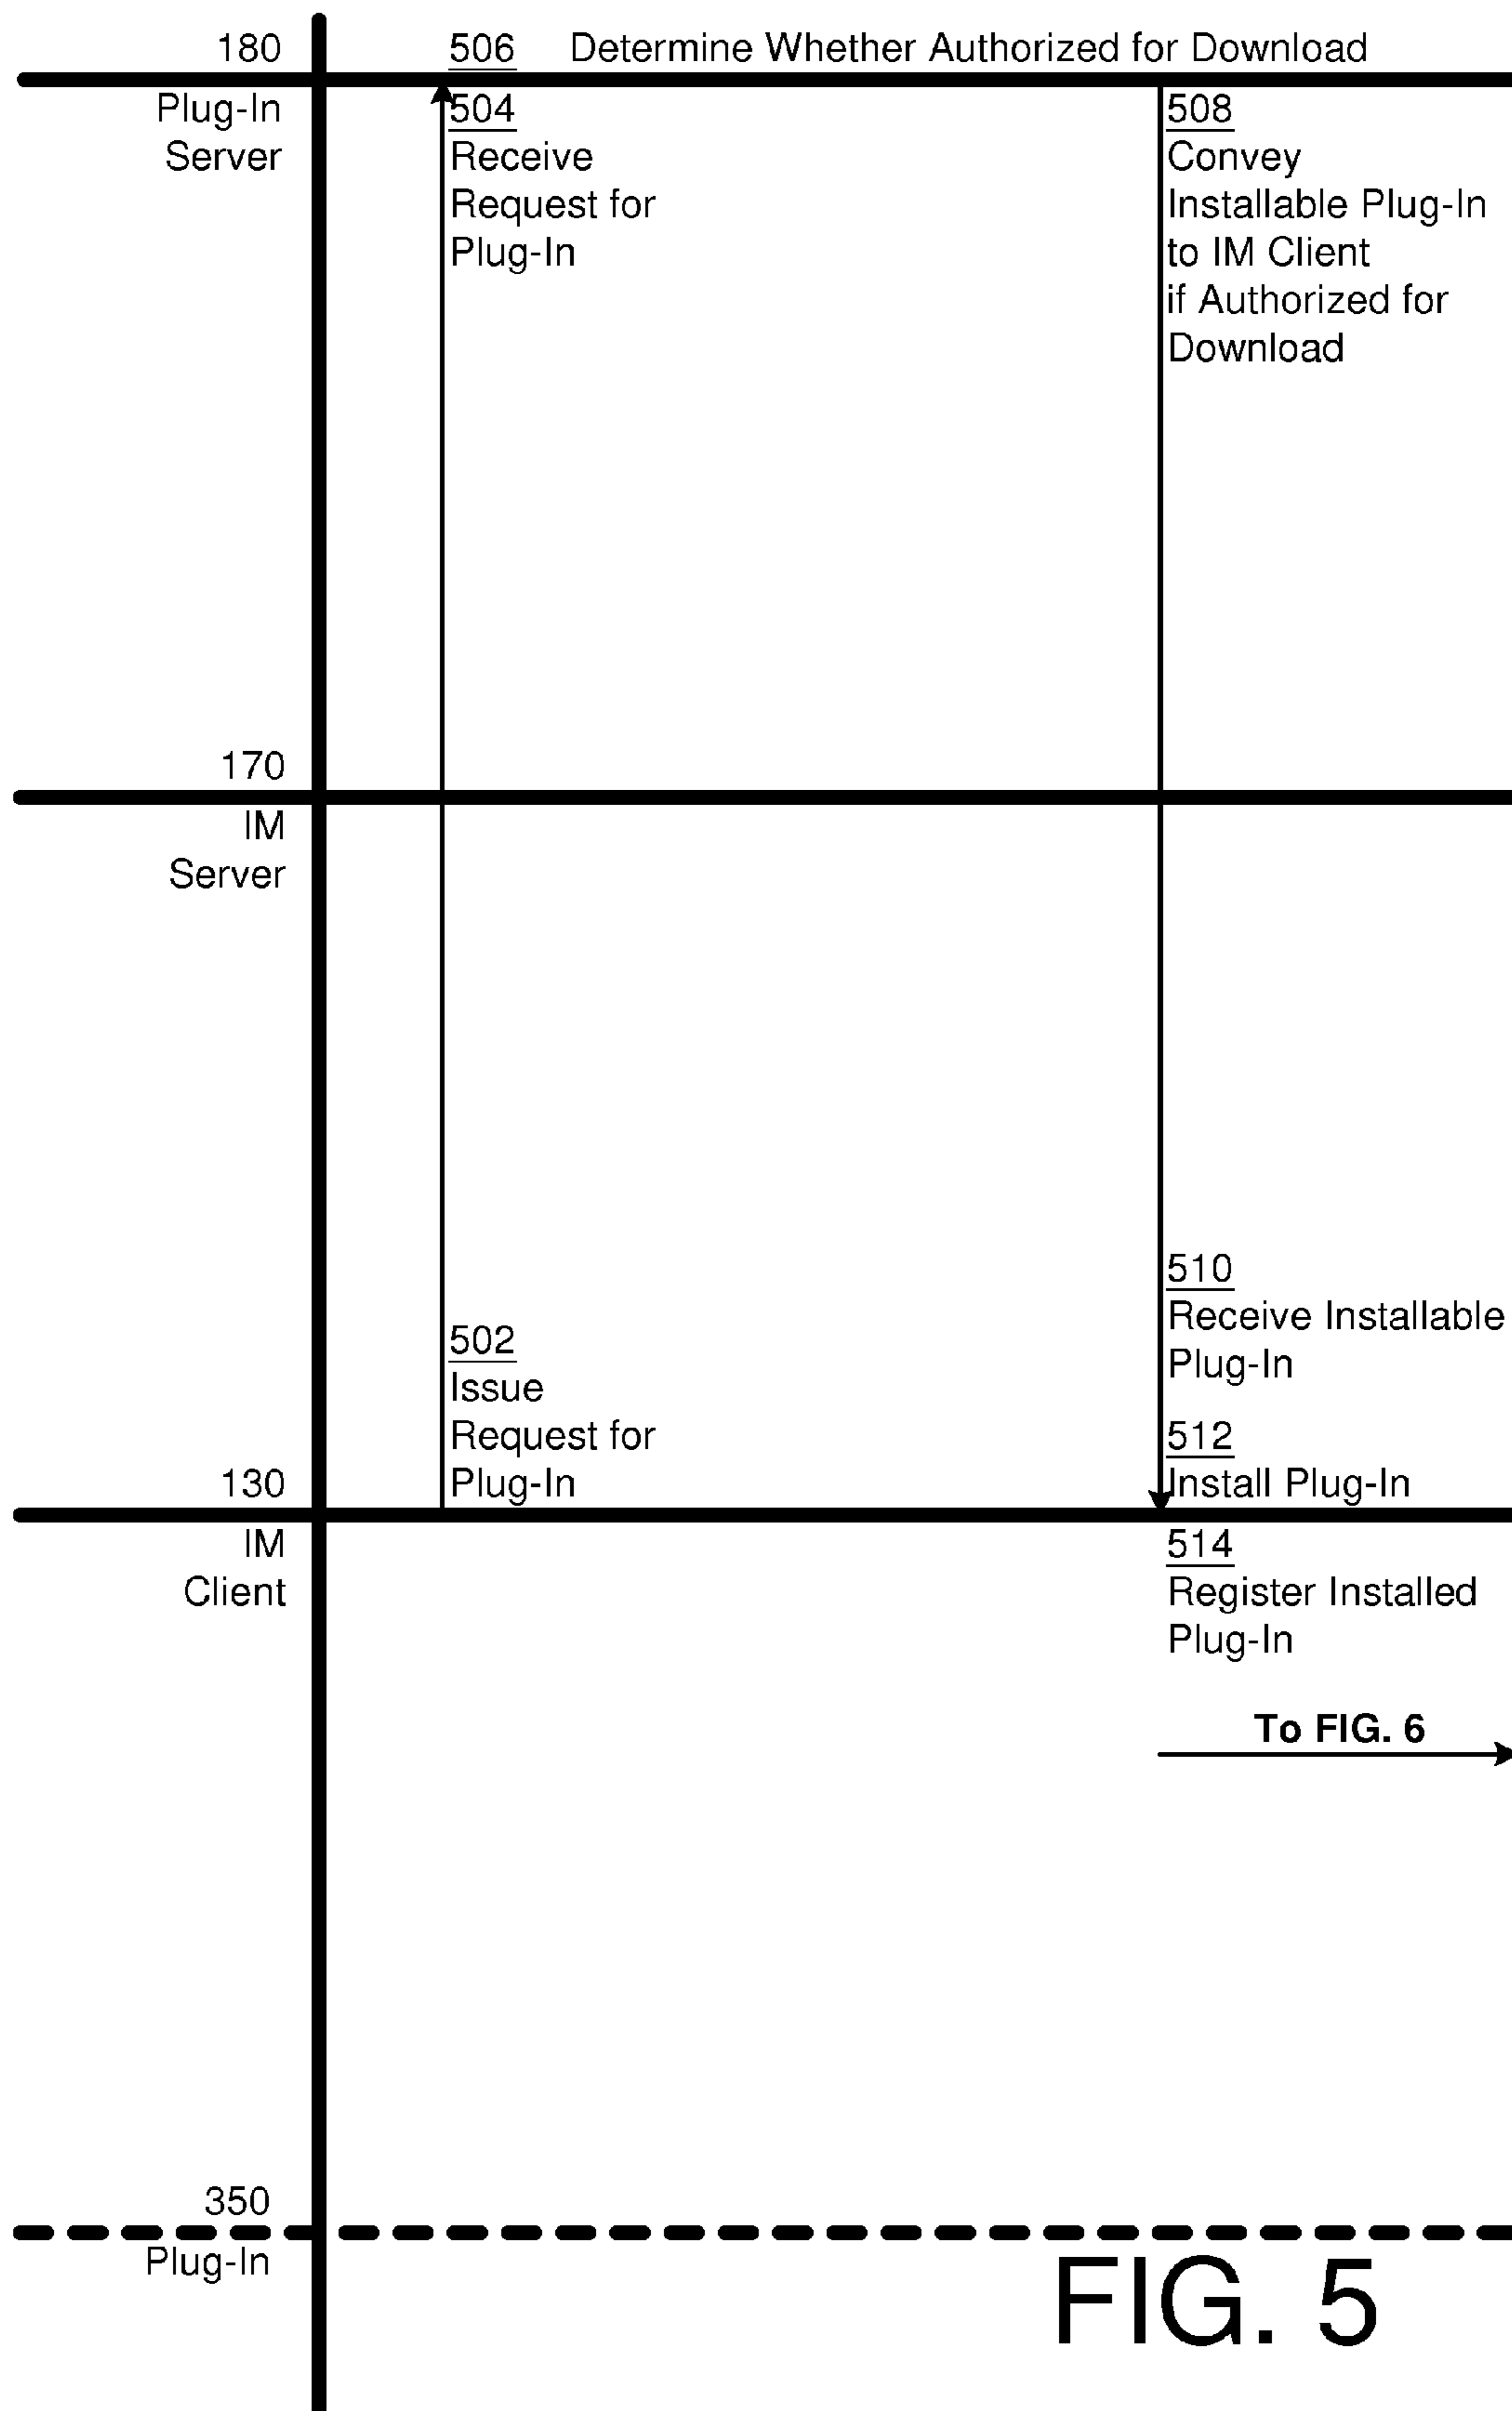 180
506 Determine Whether Authorized for Download
Plug-In
Server
504
Receive
Request for
Plug-In
508
Convey
Installable Plug-In
to IM Client
if Authorized for
Download
170
IM
Server
510
Receive Installable
Plug-In
502
Issue
Request for
Plug-In
512
Install Plug-In
130
IM
Client
514
Register Installed
Plug-In
To FIG. 6
350
Plug-In
FIG. 5